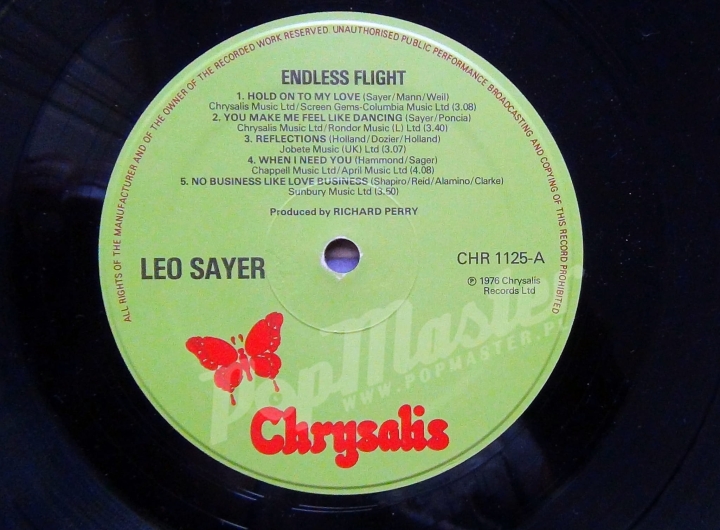 ALL RIGHTS OF THE MANUFACTURER AND OF THE OWNER OF THE RECORDED WORK RESERVED. UNAUTHORISED PUBLIC PERFORMANCE BROADCASTING AND COPYING OF THIS RECORD PROHIBITED
ENDLESS FLIGHT
1. HOLD ON TO MY LOVE (Sayer/Mann/Weil)
Chrysalis Music Ltd/Screen Gems-Columbia Music Ltd (3.08)
2. YOU MAKE ME FEEL LIKE DANCING (Sayer/Poncia)
Chrysalis Music Ltd/Rondor Music (L) Ltd (3.40)
3. REFLECTIONS (Holland/Dozier/Holland)
Jobete Music (UK) Ltd (3.07)
4. WHEN I NEED YOU (Hammond/Sager)
Chappell Music Ltd/April Music Ltd (4.08)
5. NO BUSINESS LIKE LOVE BUSINESS (Shapiro/Reid/Alamino/Clarke)
Sunbury Music Ltd (3.50)
Produced by RICHARD PERRY
LEO SAYER
CHR 1125-A
℗ 1976 Chrysalis
Records Ltd
PopMaster
WWW.POPMASTER.PL
Chrysalis